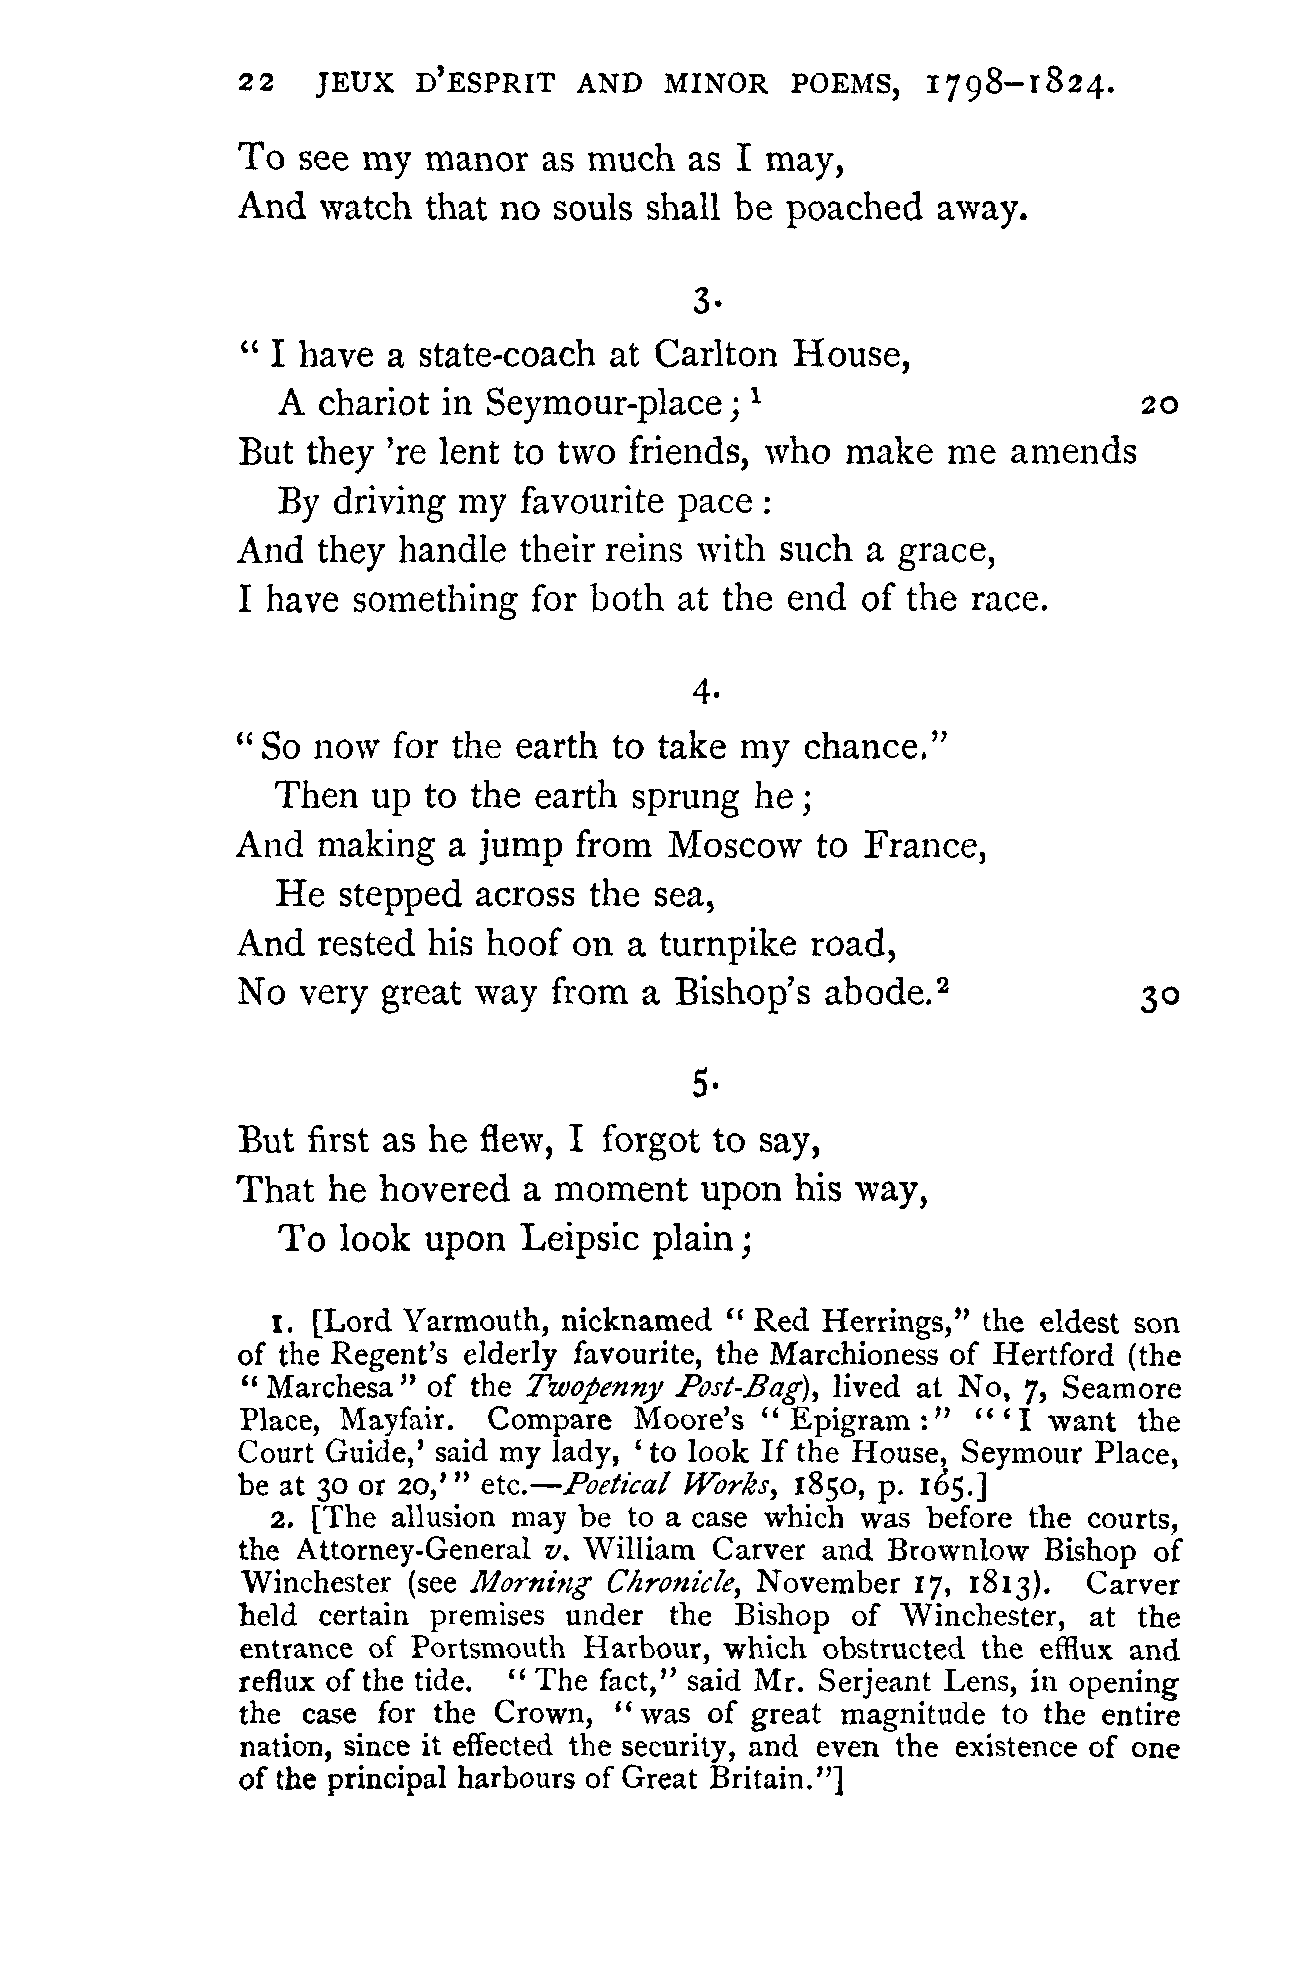 22 JEUX D'ESPRIT AND MINOR POEMS, 1798–1824.
To see my manor as much as I may,
And watch that no souls shall be poached away.
3.
“ I have a state-coach at Carlton House,
A chariot in Seymour-place ; ¹ 20
But they 're lent to two friends, who make me amends
By driving my favourite pace :
And they handle their reins with such a grace,
I have something for both at the end of the race.
4.
“ So now for the earth to take my chance.”
Then up to the earth sprung he ;
And making a jump from Moscow to France,
He stepped across the sea,
And rested his hoof on a turnpike road,
No very great way from a Bishop's abode.² 30
5.
But first as he flew, I forgot to say,
That he hovered a moment upon his way,
To look upon Leipsic plain ;
1. [Lord Yarmouth, nicknamed “ Red Herrings,” the eldest son
of the Regent's elderly favourite, the Marchioness of Hertford (the
“ Marchesa ” of the Twopenny Post-Bag), lived at No, 7, Seamore
Place, Mayfair. Compare Moore's “ Epigram : ” “ ‘ I want the
Court Guide,’ said my lady, ‘ to look If the House, Seymour Place,
be at 30 or 20,’ ” etc.—Poetical Works, 1850, p. 165.]
2. [The allusion may be to a case which was before the courts,
the Attorney-General v. William Carver and Brownlow Bishop of
Winchester (see Morning Chronicle, November 17, 1813). Carver
held certain premises under the Bishop of Winchester, at the
entrance of Portsmouth Harbour, which obstructed the efflux and
reflux of the tide. “ The fact,” said Mr. Serjeant Lens, in opening
the case for the Crown, “ was of great magnitude to the entire
nation, since it effected the security, and even the existence of one
of the principal harbours of Great Britain.”]